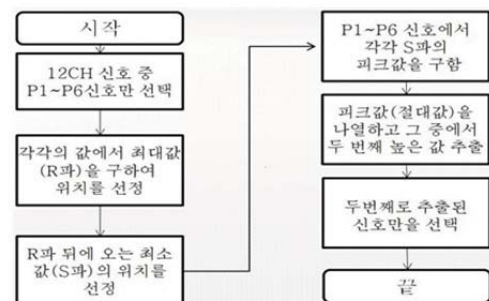 시작
12CH 신호 중
P1~P6신호만 선택
각각의 값에서 최대값
(R파)을 구하여
위치를 선정
R파 뒤에 오는 최소
값(S파)의 위치를
선정
P1~P6 신호에서
각각 S파의
피크값을 구함
피크값(절대값)을
나열하고 그 중에서
두 번째 높은 값 추출
두번째로 추출된
신호만을 선택
끝